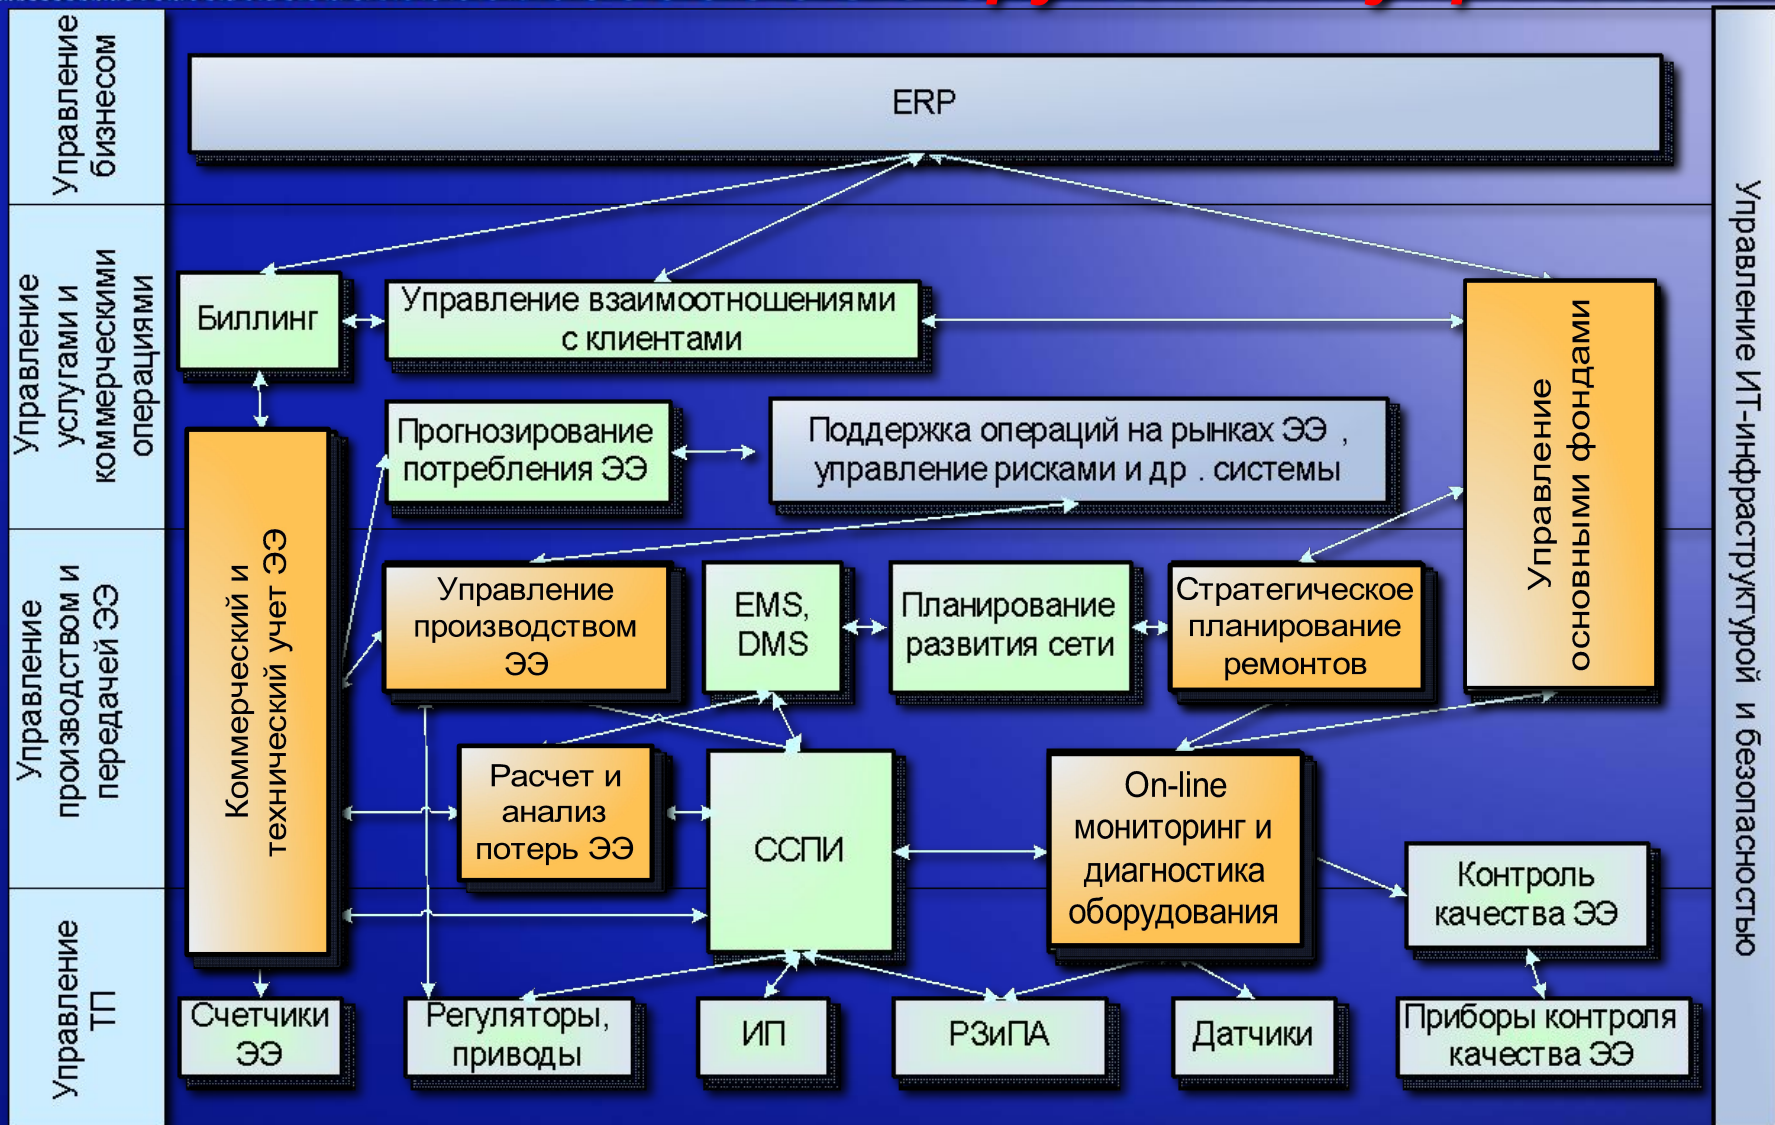 Управление
бизнесом
ERP
Управление
услугами и
коммерческими
операциями
Биллинг
Управление взаимоотношениями
с клиентами
Прогнозирование
потребления ЭЭ
Поддержка операций на рынках ЭЭ ,
управление рисками и др . системы
Управление
основными фондами
Управление
производством и
передачей ЭЭ
Коммерческий и
технический учет ЭЭ
Управление
производством
ЭЭ
EMS,
DMS
Планирование
развития сети
Стратегическое
планирование
ремонтов
Расчет и
анализ
потерь ЭЭ
ССПИ
On-line
мониторинг и
диагностика
оборудования
Контроль
качества ЭЭ
Управление
ТП
Счетчики
ЭЭ
Регуляторы,
приводы
ИП
РЗиПА
Датчики
Приборы контроля
качества ЭЭ
Управление ИТ-инфраструктурой и безопасностью